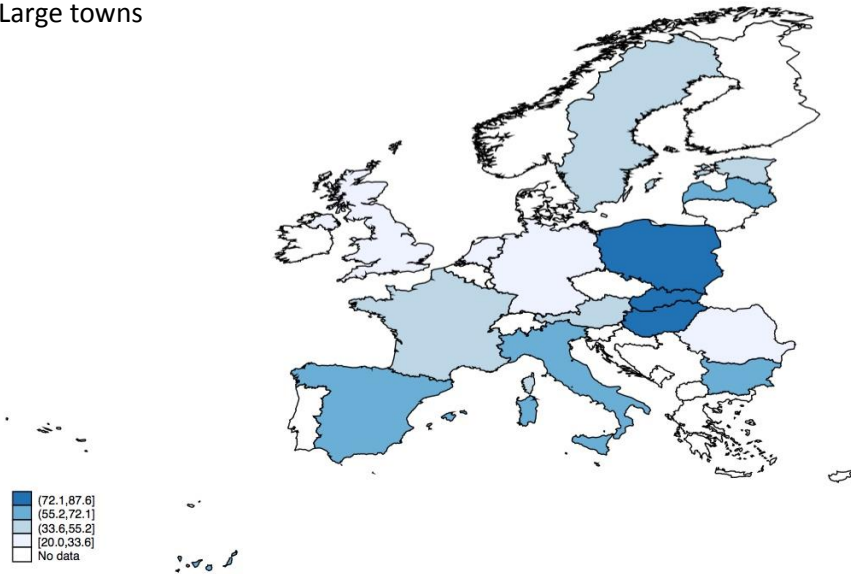 Large towns
(72.1,87.6]
(55.2,72.1]
(33.6,55.2]
[20.0,33.6]
No data